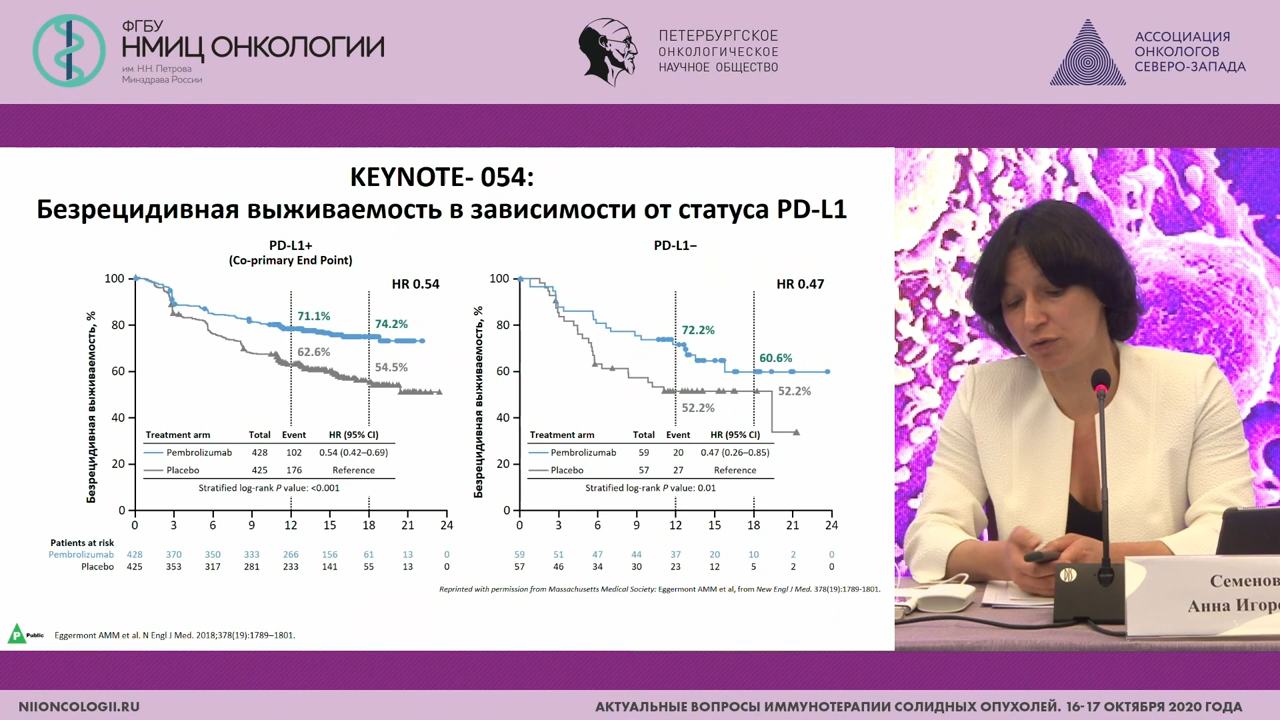 ФГБУ
НМИЦ ОНКОЛОГИИ
им. Н.Н. Петрова
Минздрава России
ПЕТЕРБУРГСКОЕ
ОНКОЛОГИЧЕСКОЕ
НАУЧНОЕ ОБЩЕСТВО
АССОЦИАЦИЯ
ОНКОЛОГОВ
СЕВЕРО-ЗАПАДА
KEYNOTE- 054:
Безрецидивная выживаемость в зависимости от статуса PD-L1
PD-L1+
(Co-primary End Point)
HR 0.54
Безрецидивная выживаемость, %
100
80
60
40
20
0
71.1%
74.2%
62.6%
54.5%
Treatment arm Total Event HR (95% CI)
Pembrolizumab 428 102 0.54 (0.42–0.69)
Placebo 425 176 Reference
Stratified log-rank P value: <0.001
0 3 6 9 12 15 18 21 24
Patients at risk
Pembrolizumab 428 370 350 333 266 156 61 13 0
Placebo 425 353 317 281 233 141 55 13 0
PD-L1–
HR 0.47
Безрецидивная выживаемость, %
100
80
60
40
20
0
72.2%
60.6%
52.2%
52.2%
Treatment arm Total Event HR (95% CI)
Pembrolizumab 59 20 0.47 (0.26–0.85)
Placebo 57 27 Reference
Stratified log-rank P value: 0.01
0 3 6 9 12 15 18 21 24
59 51 47 44 37 20 10 2 0
57 46 34 30 23 12 5 2 0
Reprinted with permission from Massachusetts Medical Society: Eggermont AMM et al, from New Engl J Med. 378(19):1789-1801.
P Public
Eggermont AMM et al. N Engl J Med. 2018;378(19):1789–1801.
Семенов
Анна Игоре
NIIONCOLOGII.RU
АКТУАЛЬНЫЕ ВОПРОСЫ ИММУНОТЕРАПИИ СОЛИДНЫХ ОПУХОЛЕЙ. 16-17 ОКТЯБРЯ 2020 ГОДА